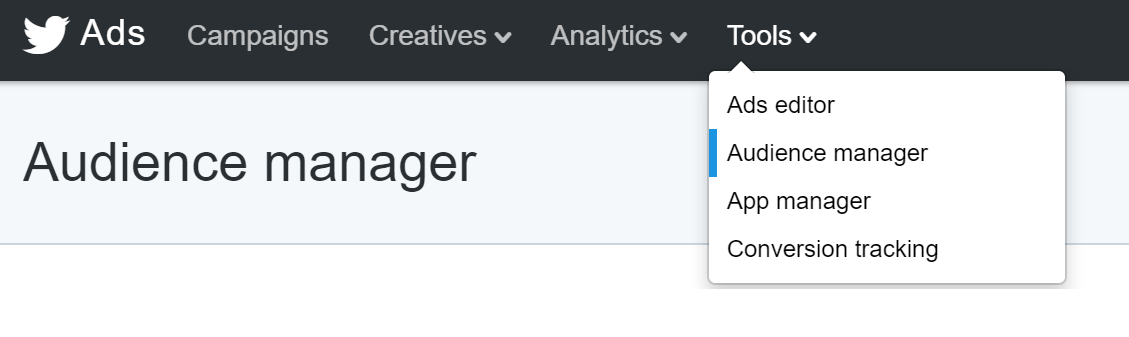 Ads Campaigns Creatives Analytics Tools
Ads editor
Audience manager
Audience manager
App manager
Conversion tracking